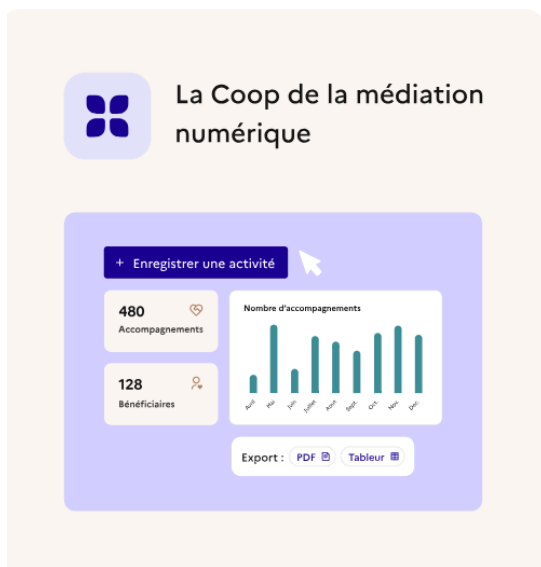 La Coop de la médiation
numérique
+ Enregistrer une activité
480
Accompagnements
128
Bénéficiaires
Nombre d'accompagnements
Avril Mai Juin Juillet Août Sept. Oct. Nov. Dec.
Export : PDF Tableur